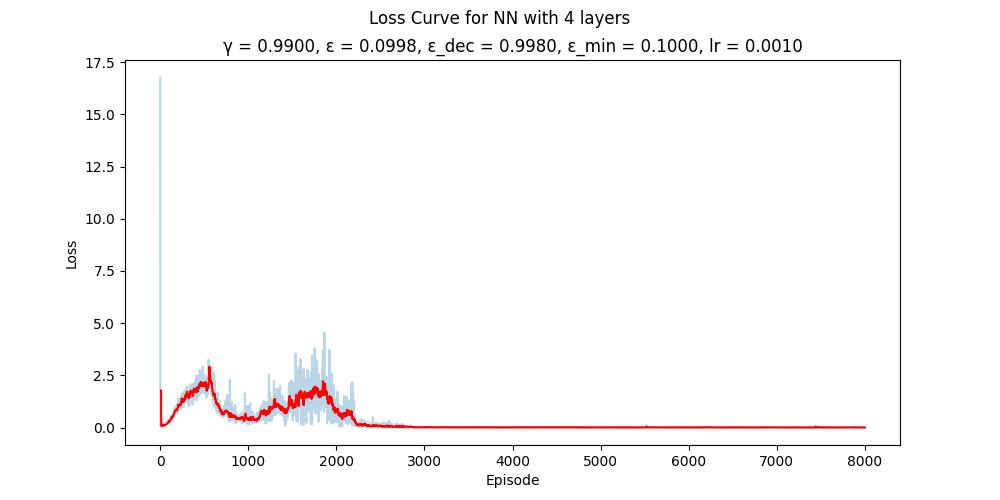 Loss Curve for NN with 4 layers
γ = 0.9900, ε = 0.0998, ε_dec = 0.9980, ε_min = 0.1000, lr = 0.0010
17.5
15.0
12.5
10.0
7.5
5.0
2.5
0.0
Loss
0 1000 2000 3000 4000 5000 6000 7000 8000
Episode